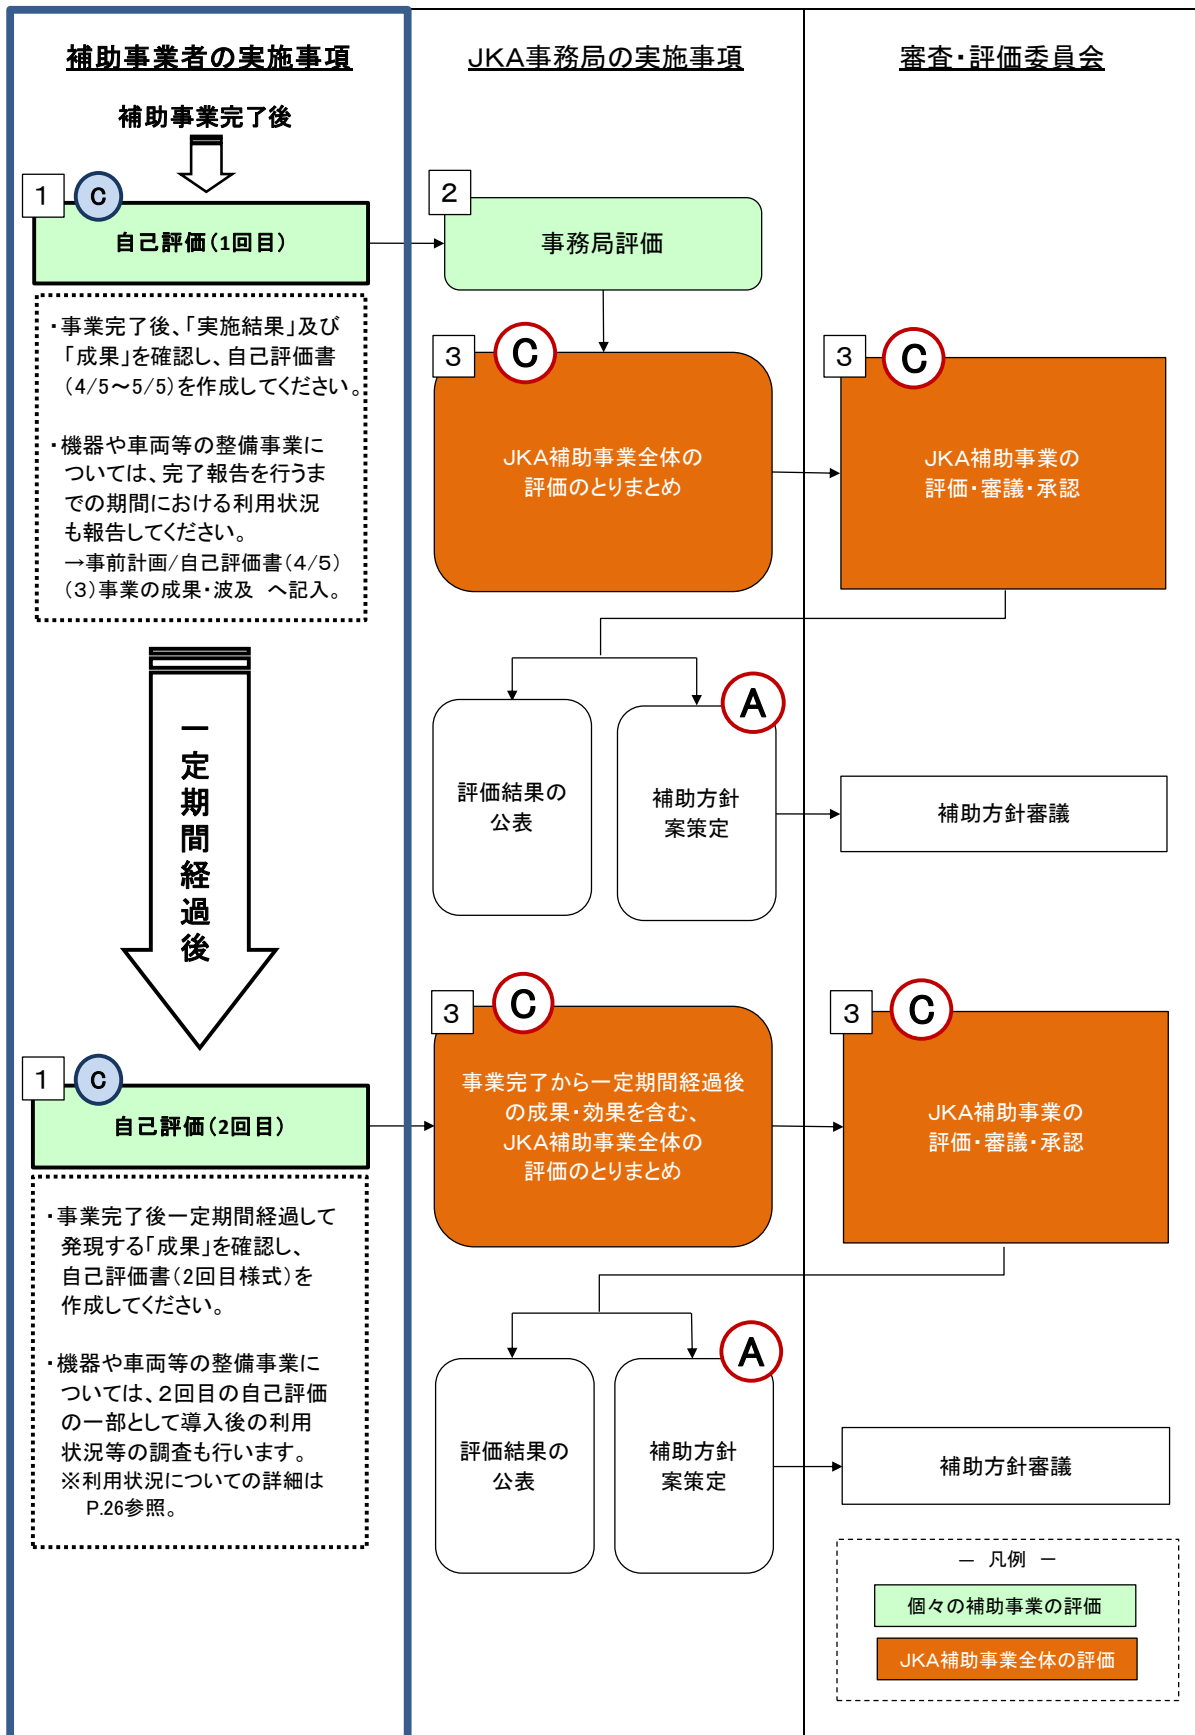 補助事業者の実施事項
JKA事務局の実施事項
審査・評価委員会
補助事業完了後
1
C
自己評価(1回目)
2
事務局評価
・事業完了後、「実施結果」及び
「成果」を確認し、自己評価書
(4/5～5/5)を作成してください。
・機器や車両等の整備事業に
ついては、完了報告を行うま
での期間における利用状況
も報告してください。
→事前計画/自己評価書(4/5)
(3)事業の成果・波及 へ記入。
3
C
JKA補助事業全体の
評価のとりまとめ
3
C
JKA補助事業の
評価・審議・承認
一定期間経過後
評価結果の
公表
A
補助方針
案策定
補助方針審議
1
C
自己評価(2回目)
3
C
事業完了から一定期間経過後
の成果・効果を含む、
JKA補助事業全体の
評価のとりまとめ
3
C
JKA補助事業の
評価・審議・承認
・事業完了後一定期間経過して
発現する「成果」を確認し、
自己評価書(2回目様式)を
作成してください。
・機器や車両等の整備事業に
ついては、2回目の自己評価
の一部として導入後の利用
状況等の調査も行います。
※利用状況についての詳細は
P.26参照。
評価結果の
公表
A
補助方針
案策定
補助方針審議
― 凡例 ―
個々の補助事業の評価
JKA補助事業全体の評価